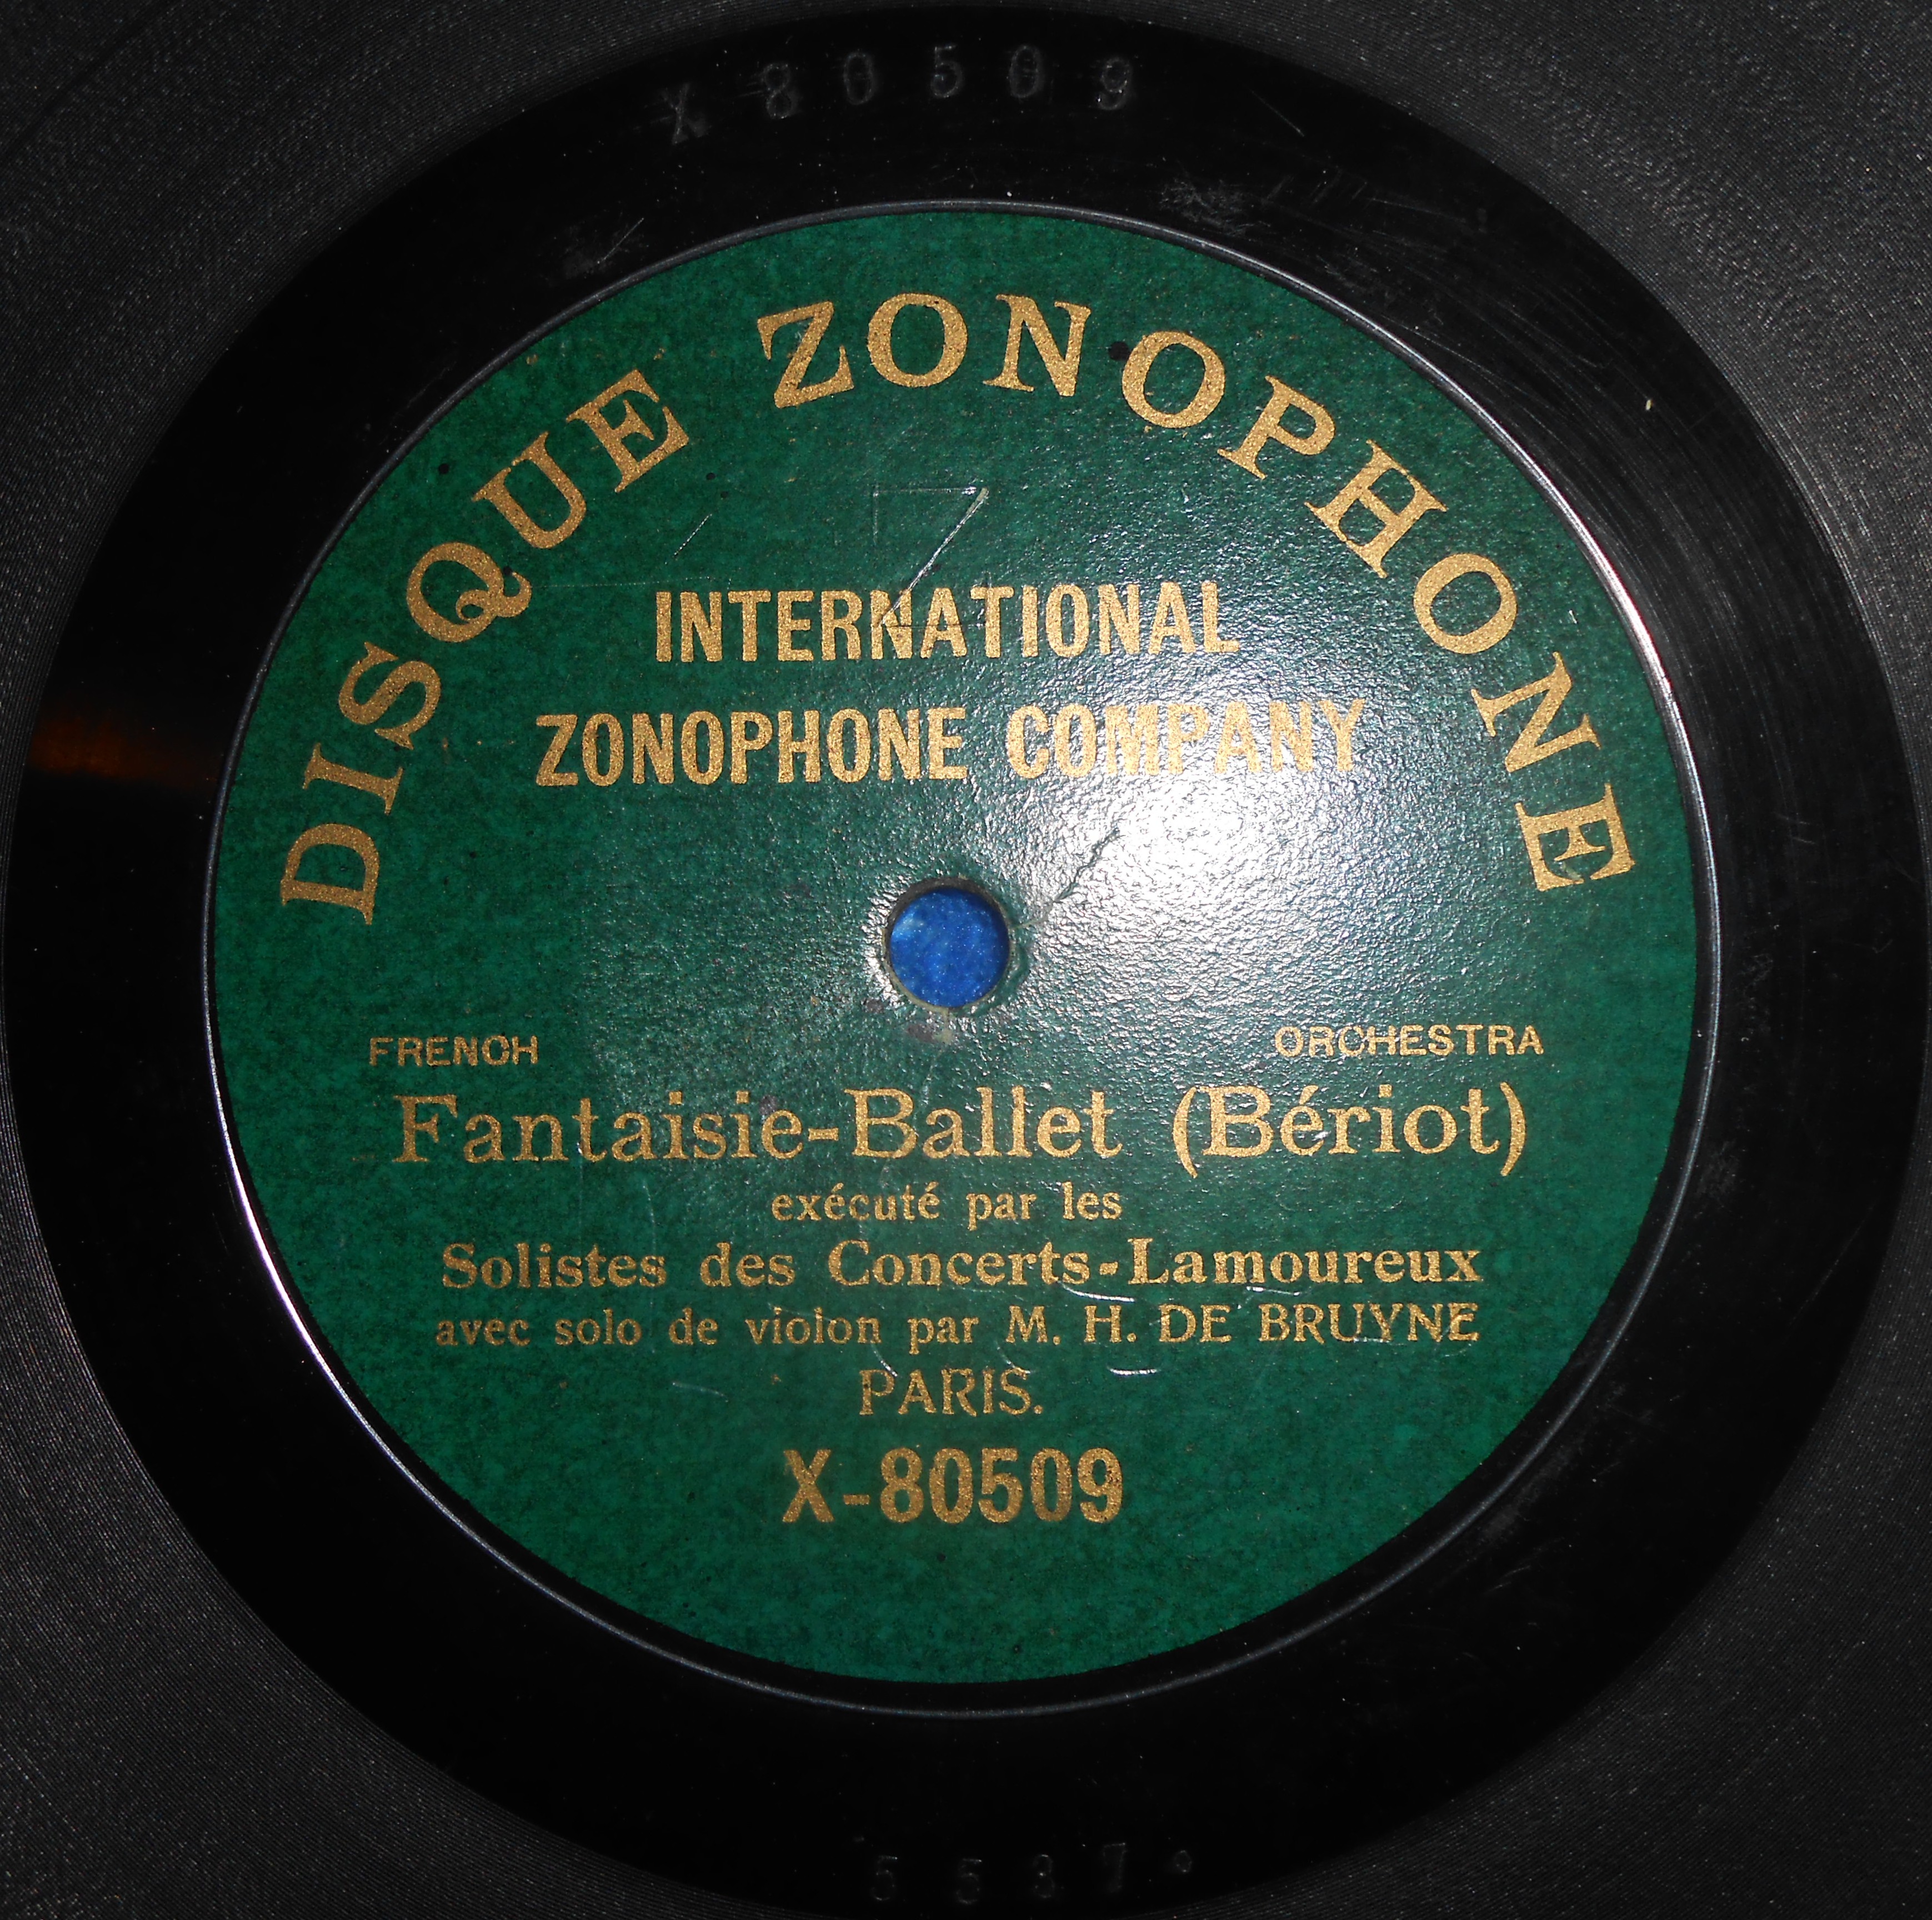 X 80509
DISQUE ZONOPHONE
INTERNATIONAL
ZONOPHONE COMPANY
FRENCH ORCHESTRA
Fantaisie-Ballet (Bériot)
exécuté par les
Solistes des Concerts-Lamoureux
avec solo de violon par M. H. DE BRUYNE
PARIS.
X-80509